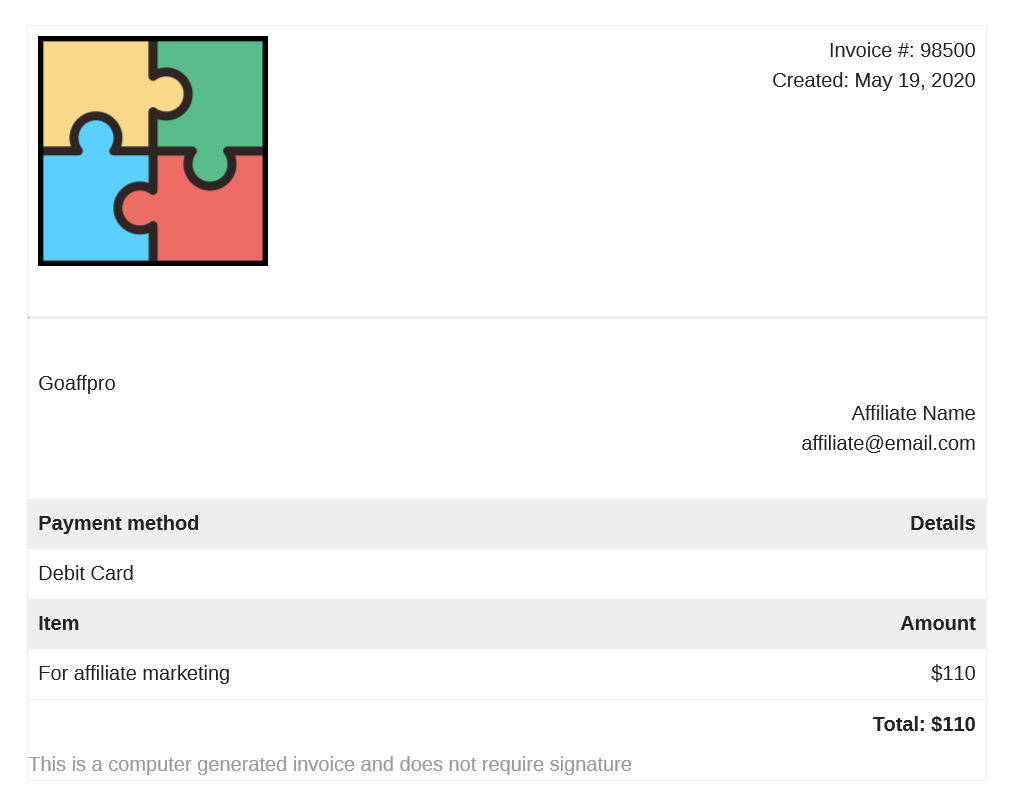 Invoice #: 98500
Created: May 19, 2020
Goaffpro
Affiliate Name
affiliate@email.com
Payment method Details
Debit Card
Item Amount
For affiliate marketing $110
Total: $110
This is a computer generated invoice and does not require signature